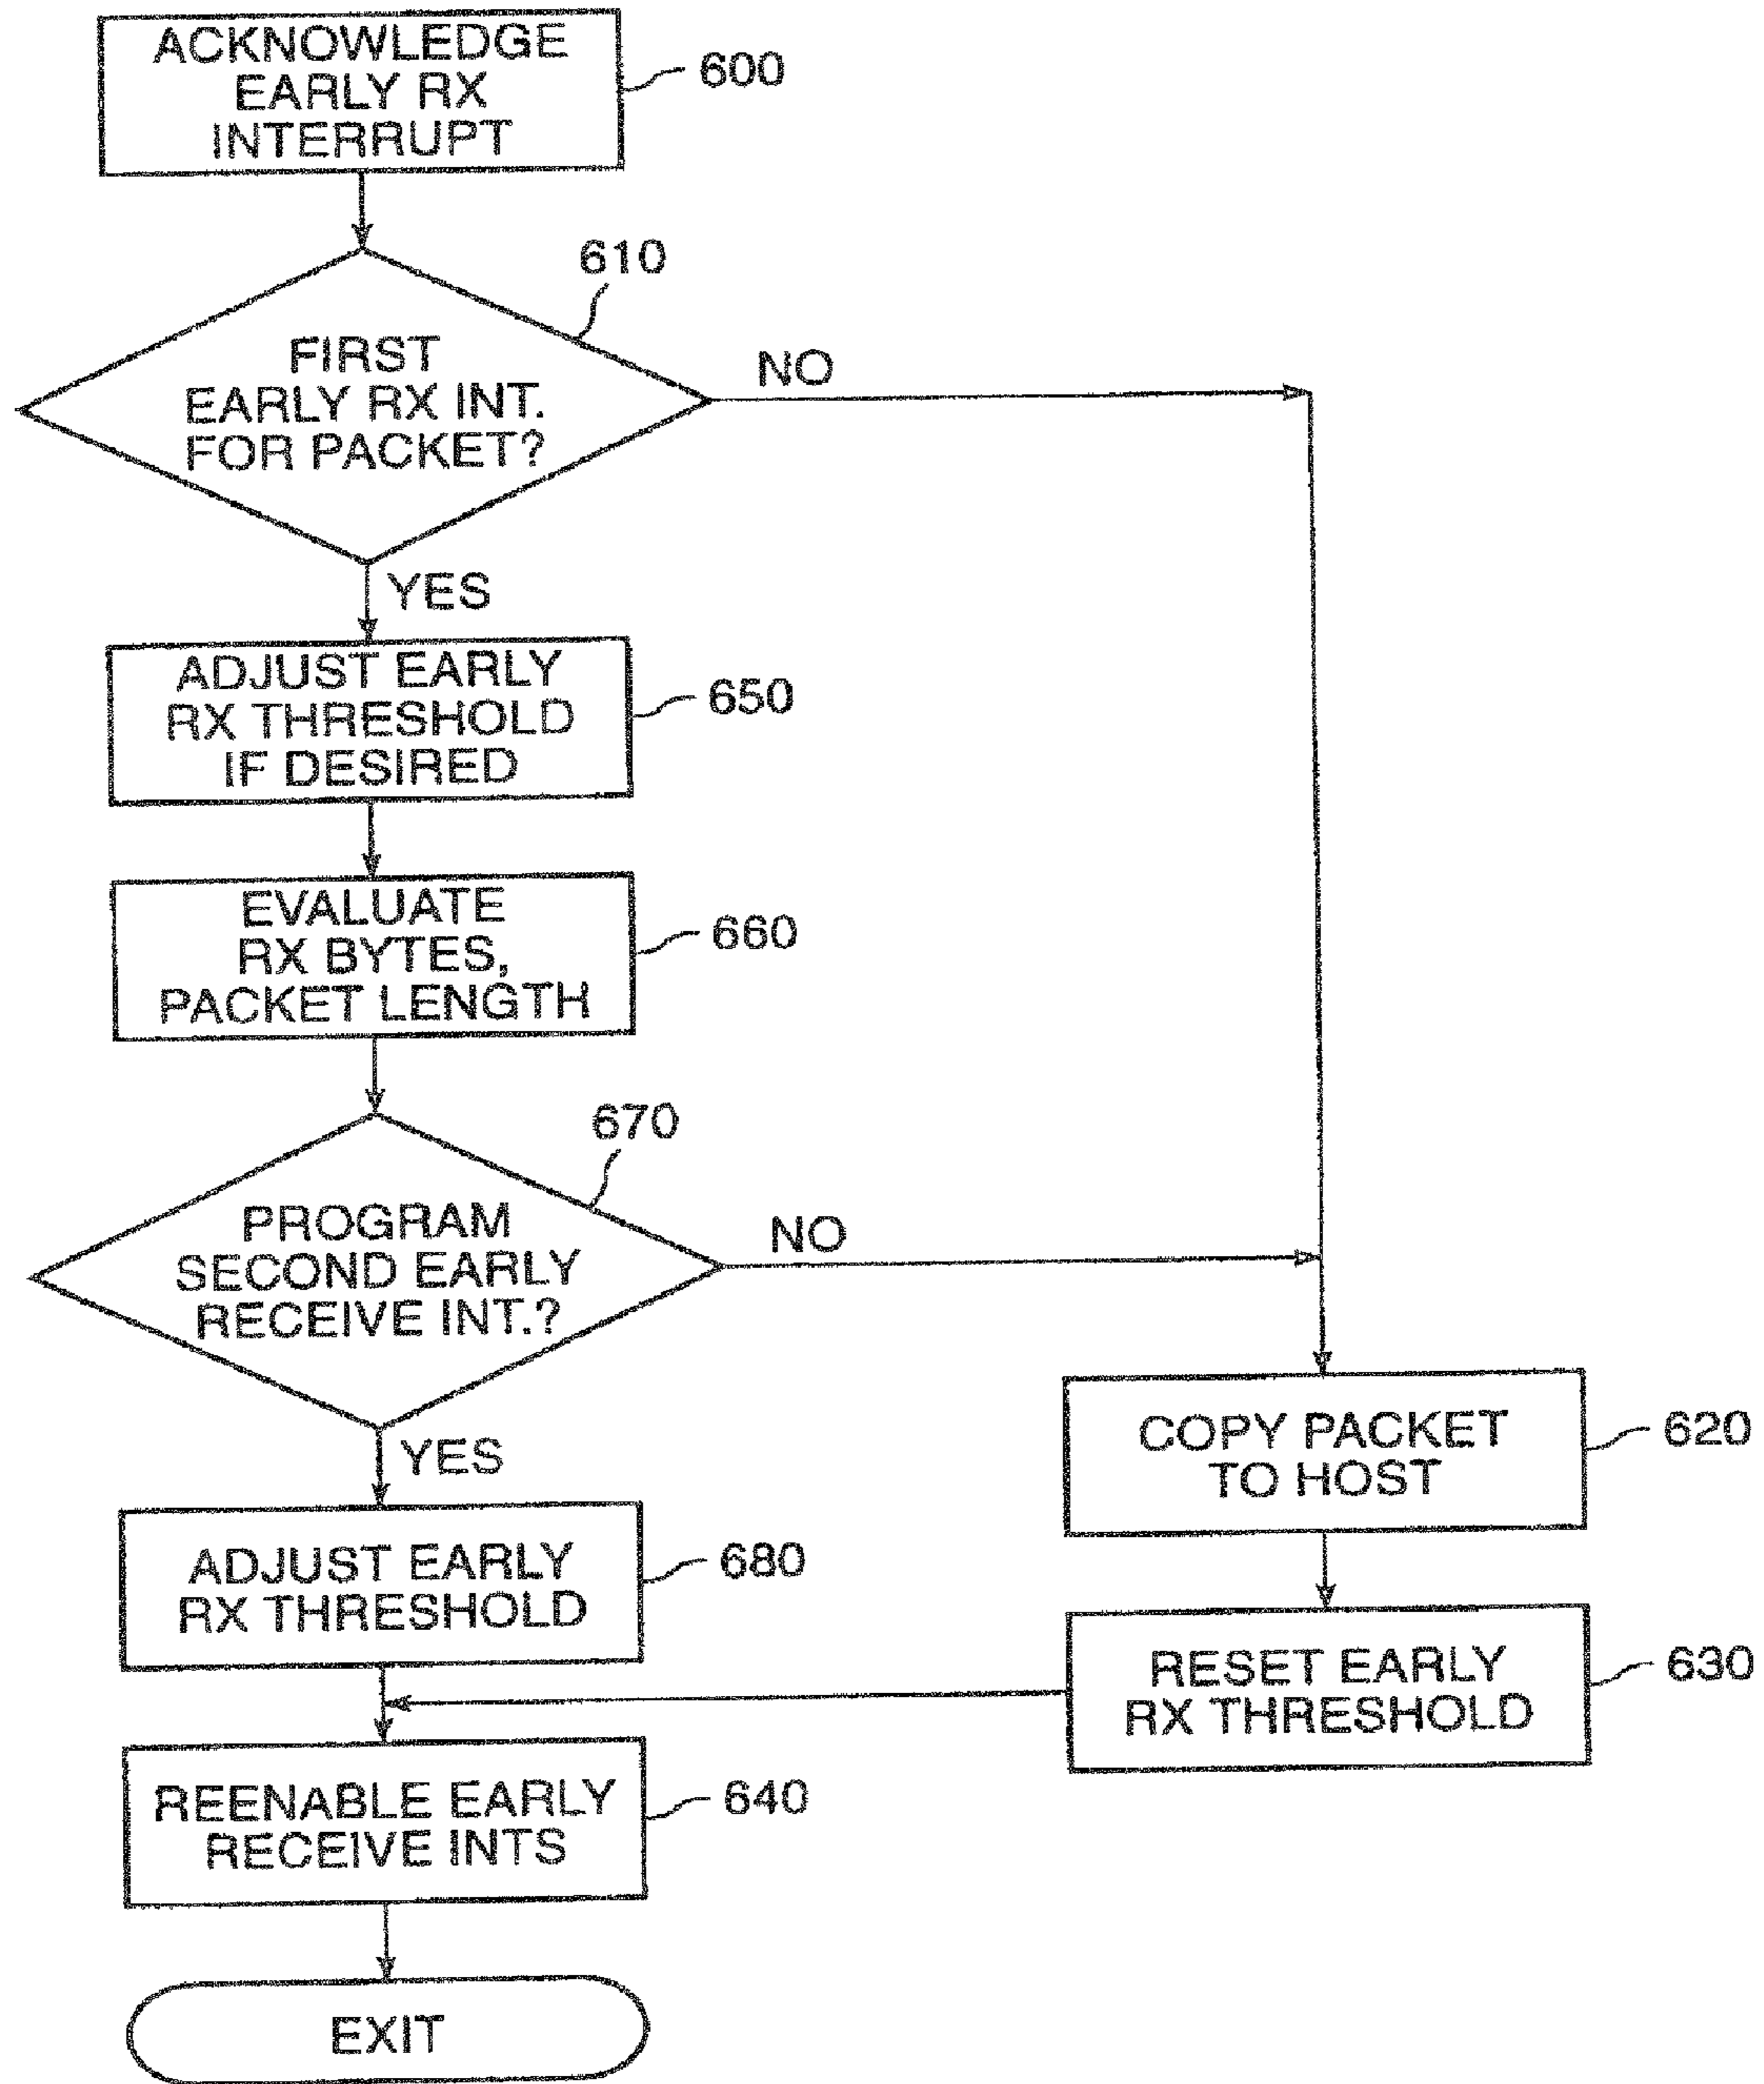 ACKNOWLEDGE
EARLY RX
INTERRUPT
600
610
FIRST
EARLY RX INT.
FOR PACKET?
NO
YES
ADJUST EARLY
RX THRESHOLD
IF DESIRED
650
EVALUATE
RX BYTES,
PACKET LENGTH
660
670
PROGRAM
SECOND EARLY
RECEIVE INT.?
NO
YES
COPY PACKET
TO HOST
620
ADJUST EARLY
RX THRESHOLD
680
RESET EARLY
RX THRESHOLD
630
REENABLE EARLY
RECEIVE INTS
640
EXIT